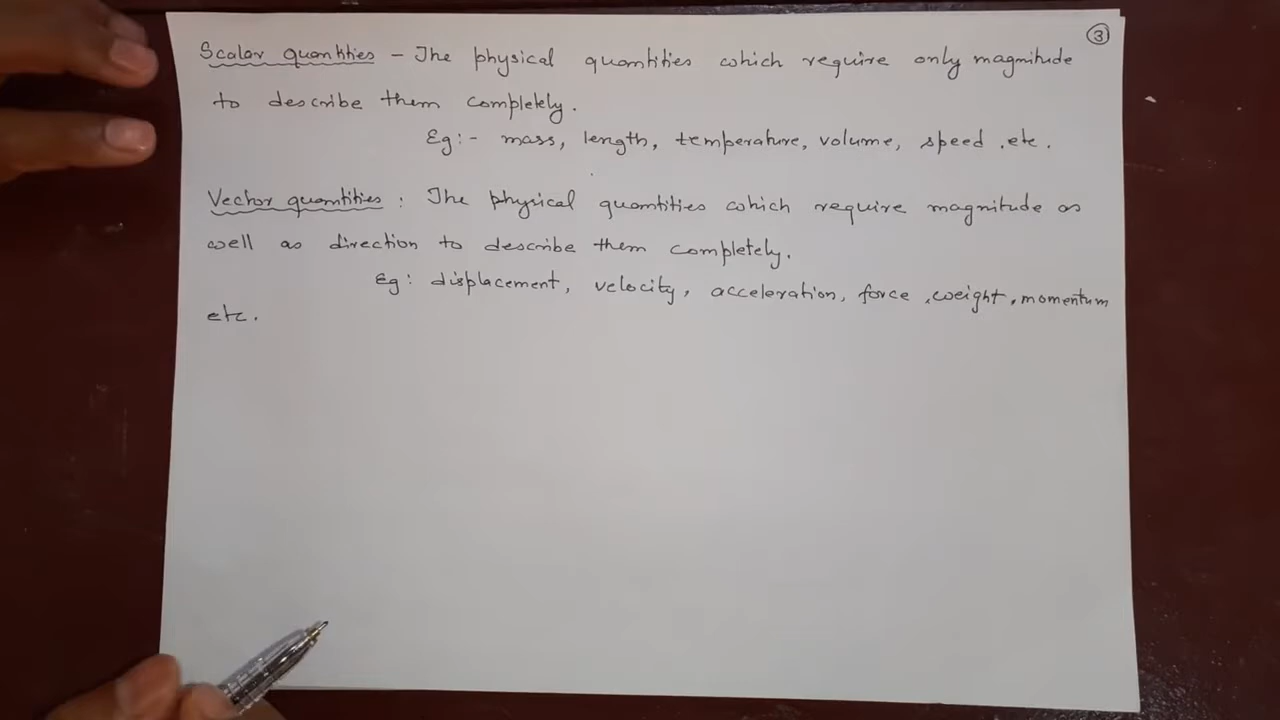 ③
Scalar quantities - The physical quantities which require only magnitude
to describe them completely.
Eg:- mass, length, temperature, volume, speed .etc.
Vector quantities : The physical quantities which require magnitude as
well as direction to describe them completely.
Eg: displacement, velocity, acceleration, force ,weight, momentum
etc.